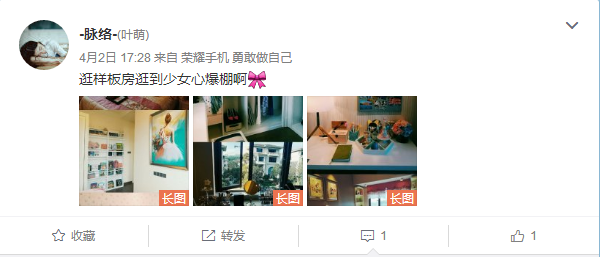 -脉络-(叶萌)
4月2日 17:28 来自 荣耀手机 勇敢做自己
逛样板房逛到少女心爆棚啊
长图 长图 长图
收藏 转发 1 1